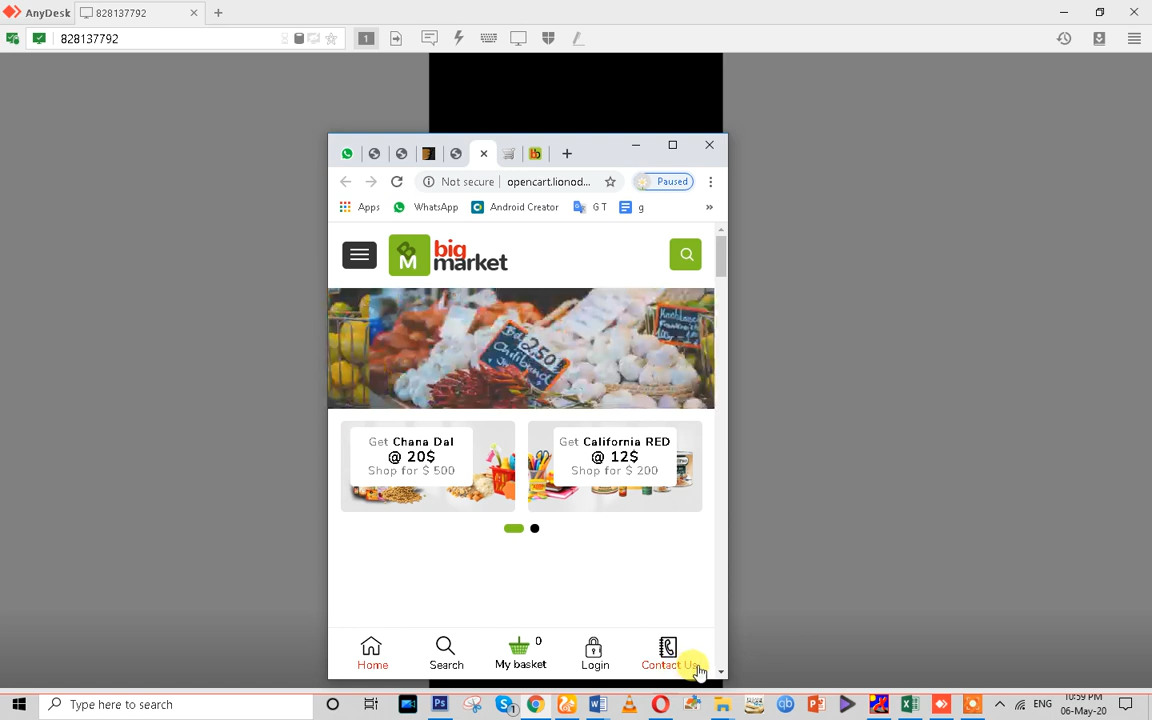 AnyDesk
828137792
828137792
1
Paused
Not secure
opencart.lionod...
Apps
WhatsApp
Android Creator
G T
g
big
market
M
250
Get Chana Dal
@ 20$
Shop for $ 500
Get California RED
@ 12$
Shop for $ 200
0
Home
Search
My basket
Login
Contact Us
Type here to search
ENG
10:59 PM
06-May-20